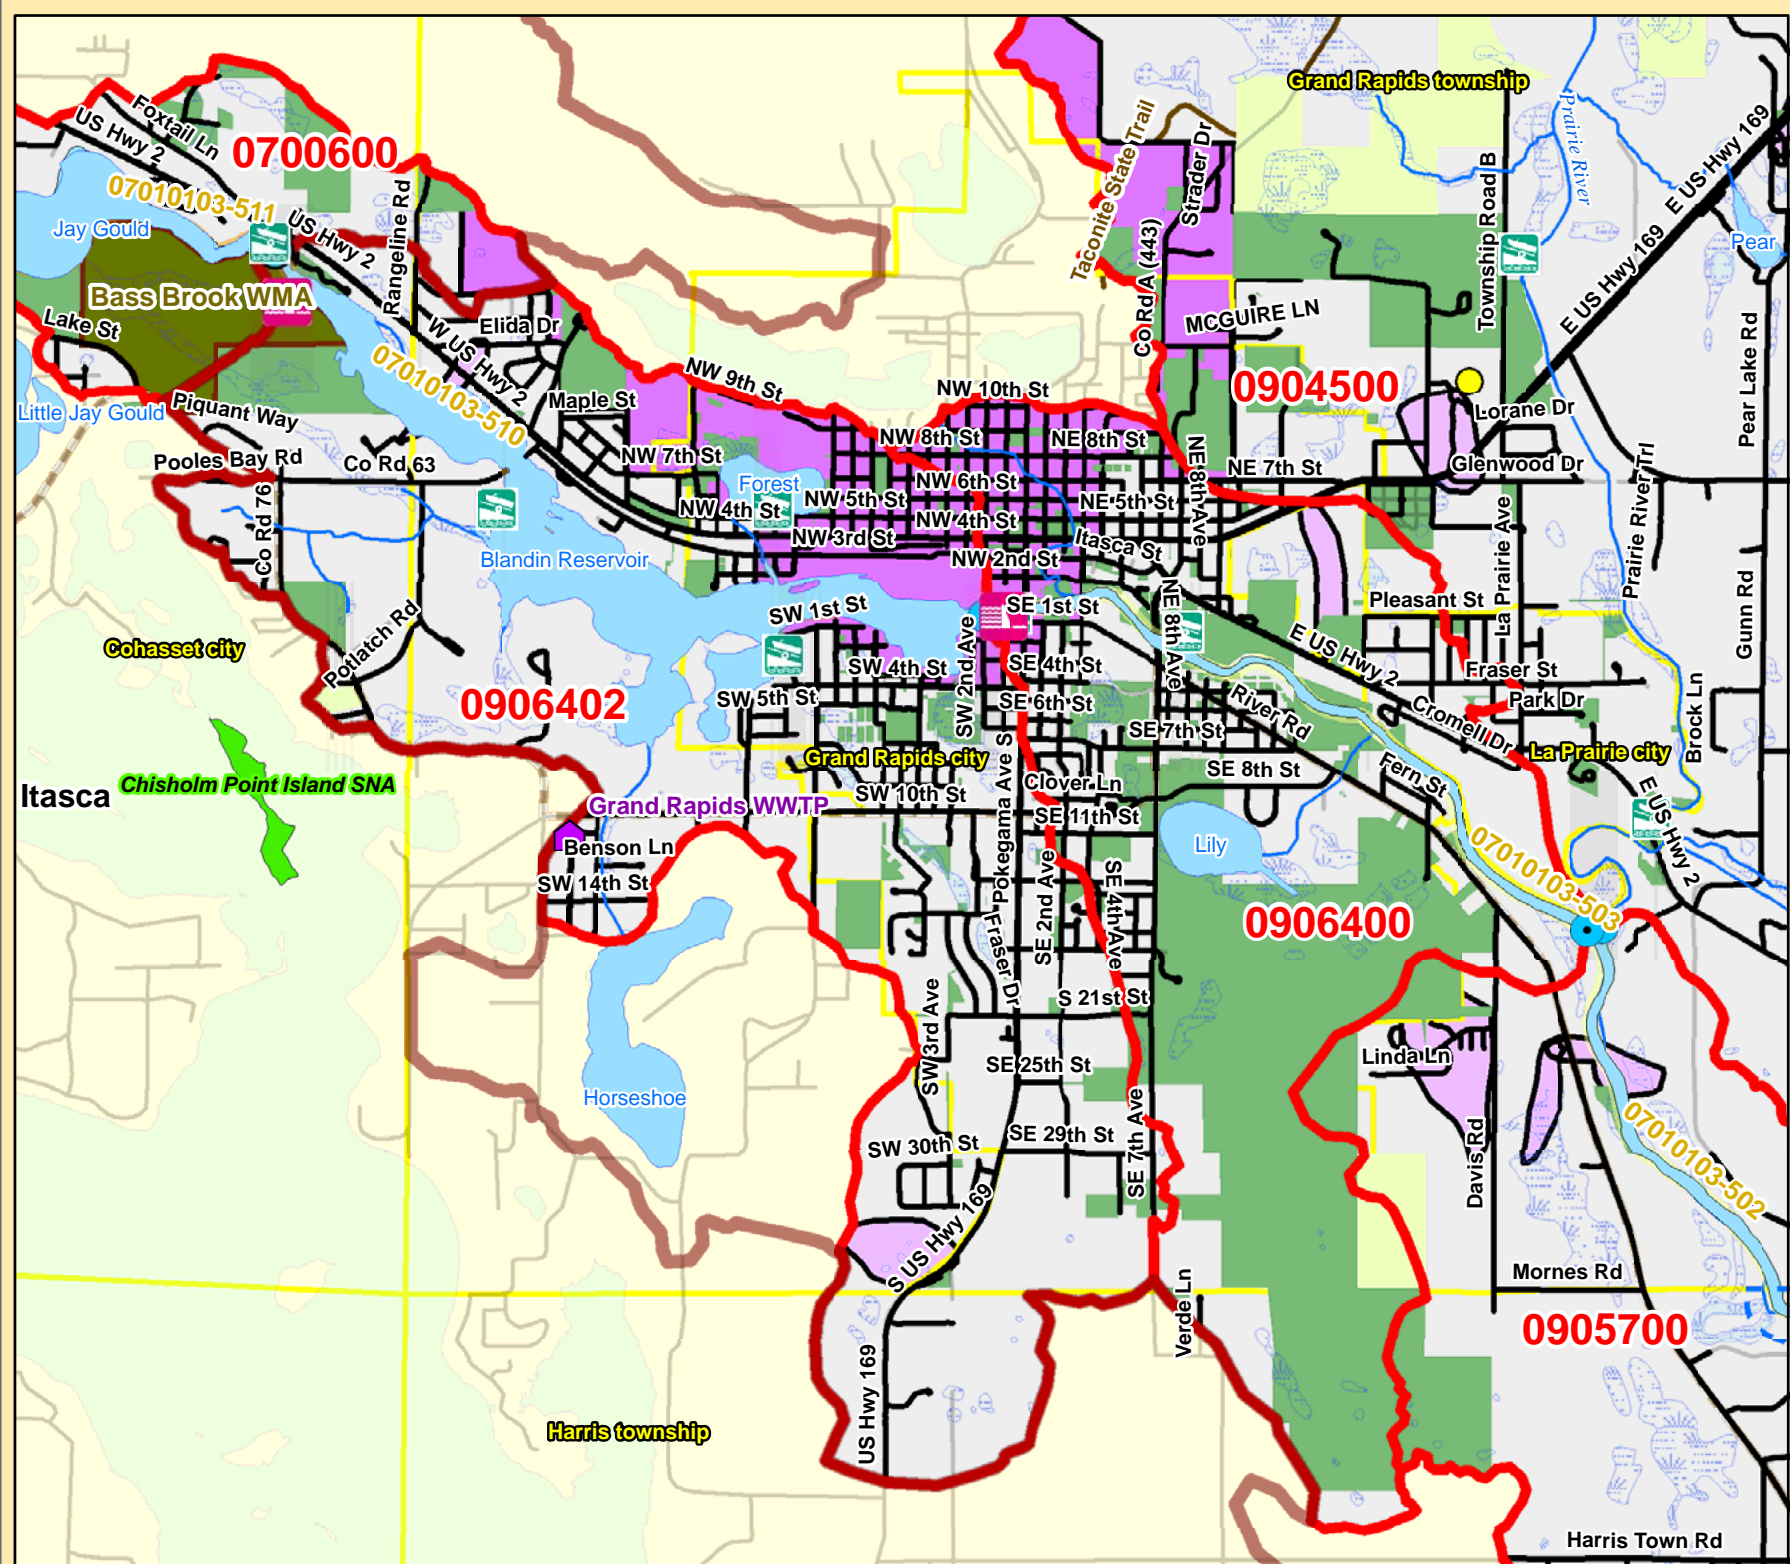 Grand Rapids township
Foxtail Ln
US Hwy 2
0700600
07010103-511
Jay Gould
US Hwy 2
Rangeline Rd
Taconite State Trail
Strader Dr
Prairie River
Township Road B
E US Hwy 169
Pear
Bass Brook WMA
Lake St
Elida Dr
W US Hwy 2
07010103-510
Co Rd A (443)
MCGUIRE LN
E US Hwy 169
Pear Lake Rd
Little Jay Gould
Piquant Way
Maple St
NW 9th St
NW 10th St
0904500
Lorane Dr
Pooles Bay Rd
Co Rd 63
NW 7th St
NW 8th St
NE 8th St
NE 8th Ave
NE 7th St
Glenwood Dr
Forest
NW 6th St
NW 5th St
NE 5th St
NW 4th St
NW 4th St
Co Rd 76
NW 3rd St
Itasca St
NW 2nd St
Blandin Reservoir
La Prairie Ave
Prairie River Trl
Gunn Rd
SW 1st St
SE 1st St
NE 8th Ave
Pleasant St
Cohasset city
Potlatch Rd
SW 4th St
SW 2nd Ave
SE 4th St
E US Hwy 2
Fraser St
0906402
SW 5th St
SE 6th St
River Rd
Park Dr
Cromell Dr
SE 7th St
Brock Ln
Grand Rapids city
La Prairie city
Itasca
Chisholm Point Island SNA
Pokegama Ave S
Clover Ln
SE 8th St
Fern St
SW 10th St
E US Hwy 2
Grand Rapids WWTP
SE 11th St
Benson Ln
Lily
SW 14th St
SE 2nd Ave
SE 4th Ave
07010103-503
0906400
Fraser Dr
S 21st St
SW 3rd Ave
SE 25th St
Linda Ln
Horseshoe
SE 7th Ave
SW 30th St
SE 29th St
Davis Rd
07010103-502
S US Hwy 169
Verde Ln
Mornes Rd
0905700
US Hwy 169
Harris township
Harris Town Rd